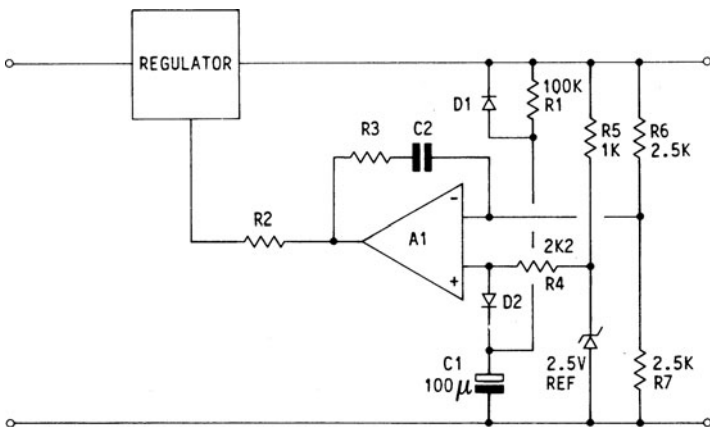 REGULATOR
100K
R1
D1
R3
C2
R5
1K
R6
2.5K
R2
A1
-
+
2K2
R4
D2
C1
100μ
2.5V
REF
2.5K
R7